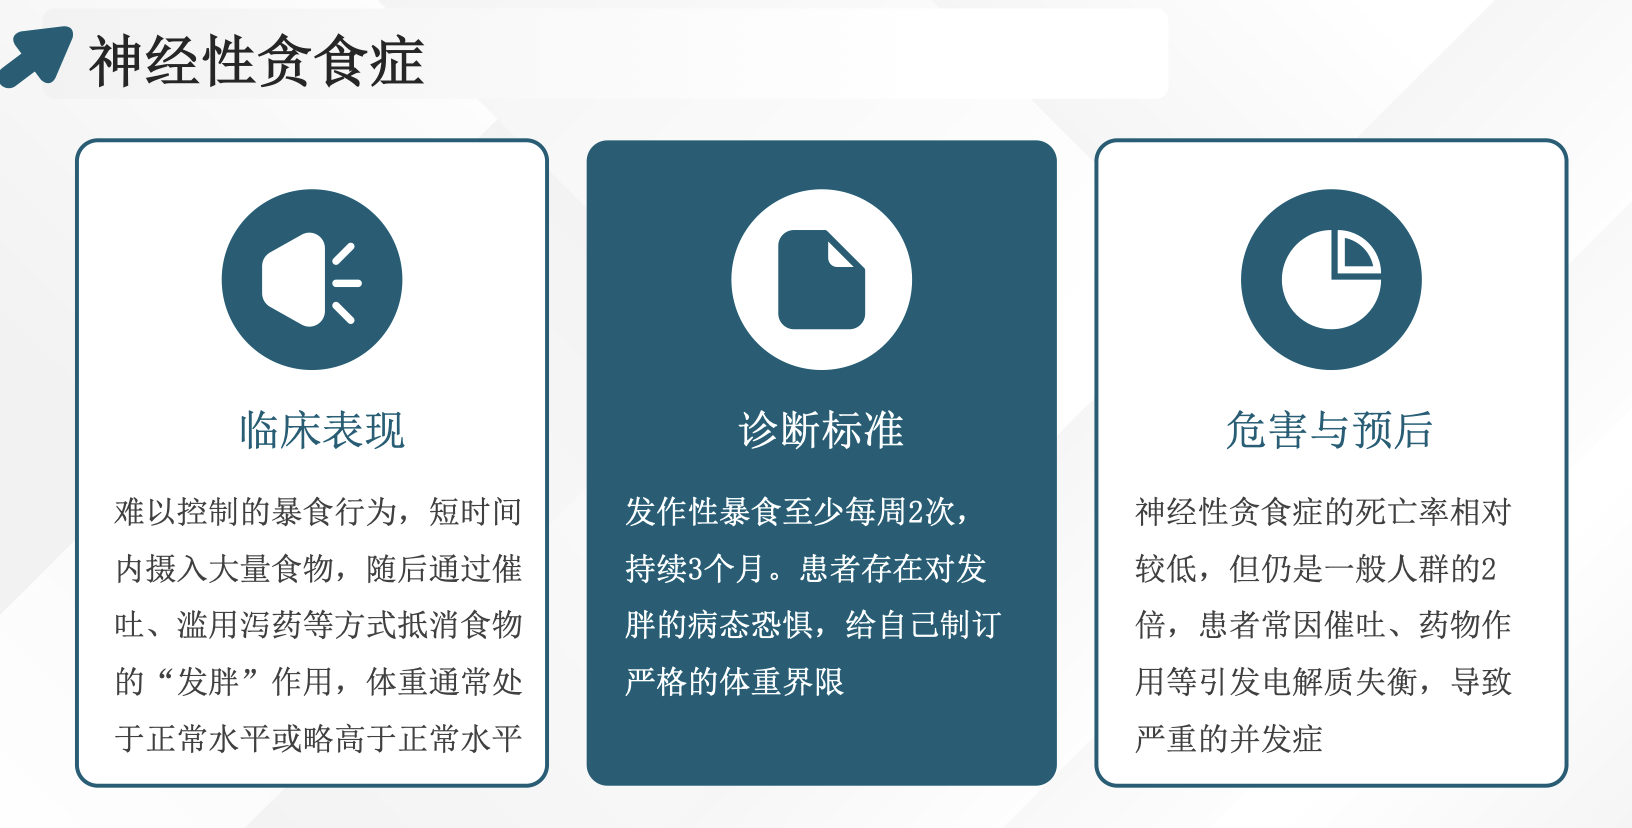 神经性贪食症
临床表现
难以控制的暴食行为，短时间
内摄入大量食物，随后通过催
吐、滥用泻药等方式抵消食物
的“发胖”作用，体重通常处
于正常水平或略高于正常水平
诊断标准
发作性暴食至少每周2次，
持续3个月。患者存在对发
胖的病态恐惧，给自己制订
严格的体重界限
危害与预后
神经性贪食症的死亡率相对
较低，但仍是一般人群的2
倍，患者常因催吐、药物作
用等引发电解质失衡，导致
严重的并发症